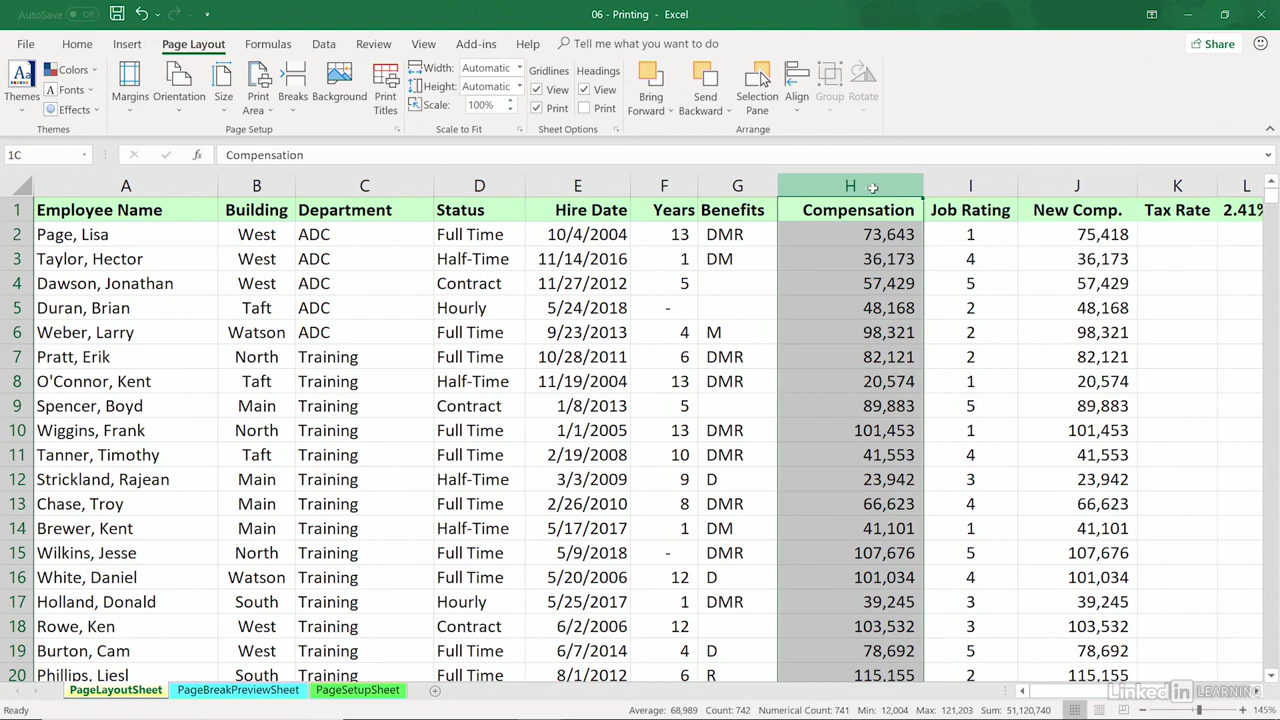 AutoSave Off 06 - Printing - Excel
File Home Insert Page Layout Formulas Data Review View Add-ins Help Tell me what you want to do Share
Colors Width: Automatic Gridlines Headings
Fonts Height: Automatic View View
Effects Scale: 100% Print Print
Themes Margins Orientation Size Print Area Breaks Background Print Titles Bring Forward Send Backward Selection Pane Align Group Rotate
Themes Page Setup Scale to Fit Sheet Options Arrange
1C fx Compensation
A B C D E F G H I J K L
1 Employee Name Building Department Status Hire Date Years Benefits Compensation Job Rating New Comp. Tax Rate 2.41%
2 Page, Lisa West ADC Full Time 10/4/2004 13 DMR 73,643 1 75,418
3 Taylor, Hector West ADC Half-Time 11/14/2016 1 DM 36,173 4 36,173
4 Dawson, Jonathan West ADC Contract 11/27/2012 5 57,429 5 57,429
5 Duran, Brian Taft ADC Hourly 5/24/2018 - 48,168 2 48,168
6 Weber, Larry Watson ADC Full Time 9/23/2013 4 M 98,321 2 98,321
7 Pratt, Erik North Training Full Time 10/28/2011 6 DMR 82,121 2 82,121
8 O'Connor, Kent Taft Training Half-Time 11/19/2004 13 DMR 20,574 1 20,574
9 Spencer, Boyd Main Training Contract 1/8/2013 5 89,883 5 89,883
10 Wiggins, Frank North Training Full Time 1/1/2005 13 DMR 101,453 1 101,453
11 Tanner, Timothy Taft Training Full Time 2/19/2008 10 DMR 41,553 4 41,553
12 Strickland, Rajean Main Training Half-Time 3/3/2009 9 D 23,942 3 23,942
13 Chase, Troy Main Training Full Time 2/26/2010 8 DMR 66,623 4 66,623
14 Brewer, Kent Main Training Half-Time 5/17/2017 1 DM 41,101 1 41,101
15 Wilkins, Jesse North Training Full Time 5/9/2018 - DMR 107,676 5 107,676
16 White, Daniel Watson Training Full Time 5/20/2006 12 D 101,034 4 101,034
17 Holland, Donald South Training Hourly 5/25/2017 1 DMR 39,245 3 39,245
18 Rowe, Ken West Training Contract 6/2/2006 12 103,532 3 103,532
19 Burton, Cam West Training Full Time 6/7/2014 4 D 78,692 5 78,692
20 Phillips, Liesl South Training Full Time 8/1/2012 6 R 115,155 2 115,155
PageLayoutSheet PageBreakPreviewSheet PageSetupSheet LinkedIn LEARNING
Ready Average: 68,989 Count: 742 Numerical Count: 741 Min: 12,004 Max: 121,203 Sum: 51,120,740 145%